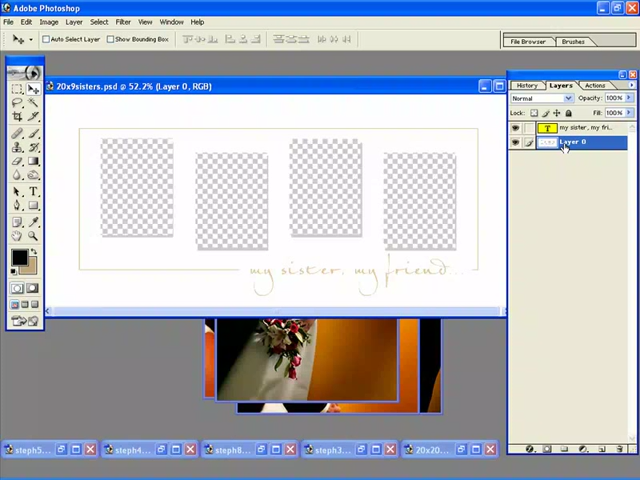 Adobe Photoshop
File Edit Image Layer Select Filter View Window Help
Auto Select Layer Show Bounding Box
File Browser Brushes
20x9sisters.psd @ 52.2% (Layer 0, RGB)
History Layers Actions
Normal Opacity: 100%
Lock: Fill: 100%
T my sister, my fri...
Layer 0
my sister, my friend...
steph5... steph4... steph8... steph3... 20x20...